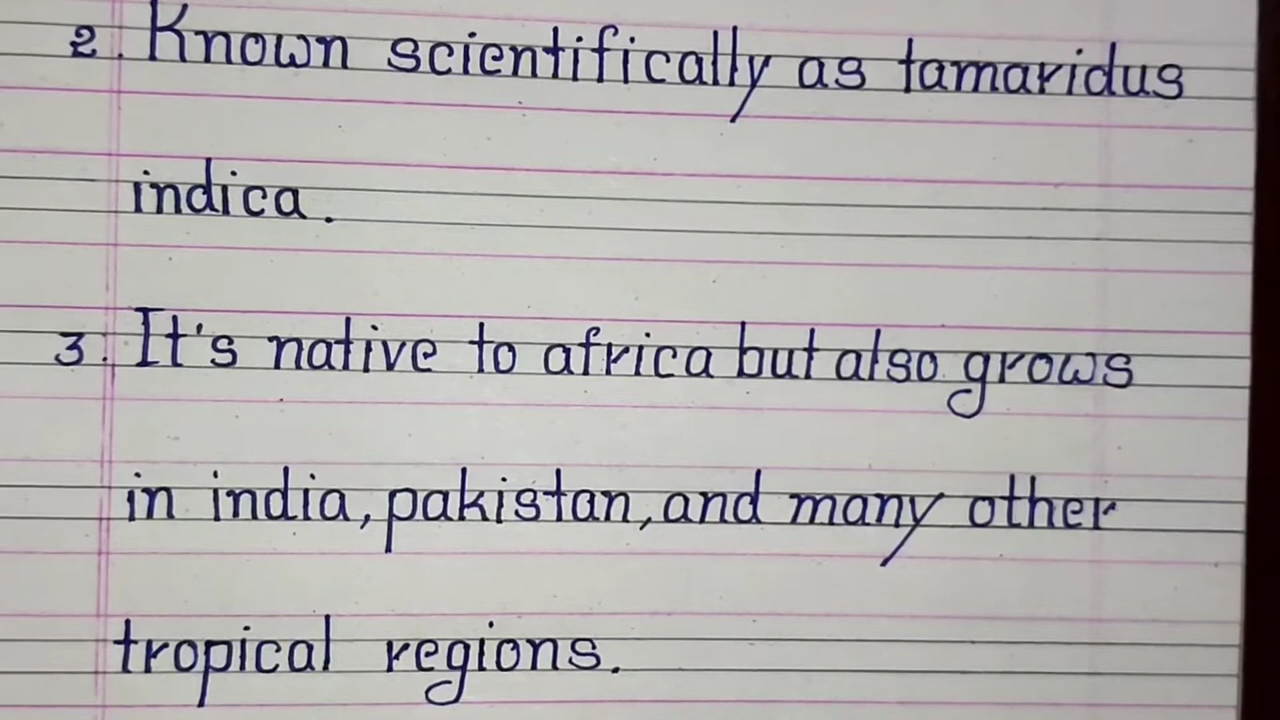 2. Known scientifically as tamaridus
indica.
3. It's native to africa but also grows
in india, pakistan, and many other
tropical regions.